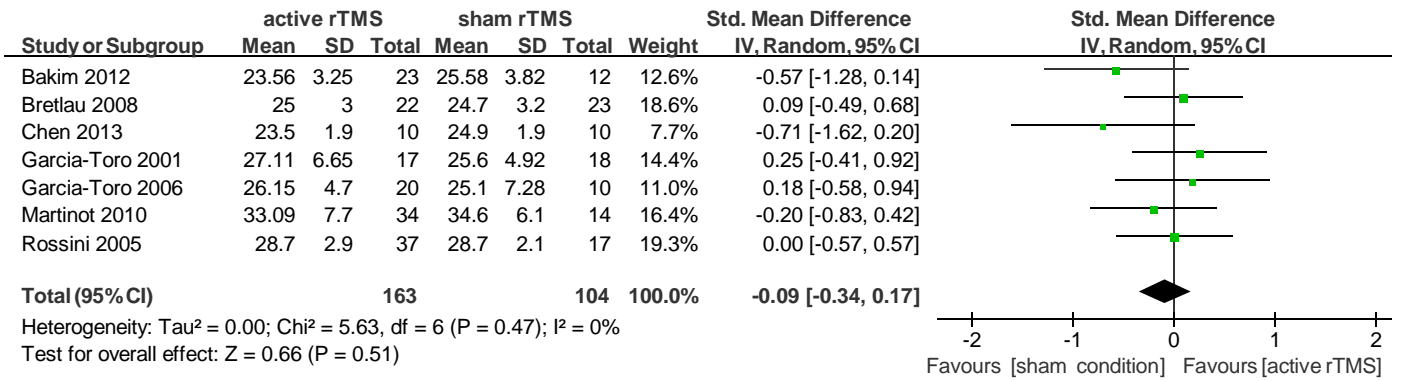 active rTMS sham rTMS Std. Mean Difference Std. Mean Difference
Study or Subgroup Mean SD Total Mean SD Total Weight IV, Random, 95% CI IV, Random, 95% CI
Bakim 2012 23.56 3.25 23 25.58 3.82 12 12.6% -0.57 [-1.28, 0.14]
Bretlau 2008 25 3 22 24.7 3.2 23 18.6% 0.09 [-0.49, 0.68]
Chen 2013 23.5 1.9 10 24.9 1.9 10 7.7% -0.71 [-1.62, 0.20]
Garcia-Toro 2001 27.11 6.65 17 25.6 4.92 18 14.4% 0.25 [-0.41, 0.92]
Garcia-Toro 2006 26.15 4.7 20 25.1 7.28 10 11.0% 0.18 [-0.58, 0.94]
Martinot 2010 33.09 7.7 34 34.6 6.1 14 16.4% -0.20 [-0.83, 0.42]
Rossini 2005 28.7 2.9 37 28.7 2.1 17 19.3% 0.00 [-0.57, 0.57]
Total (95% CI) 163 104 100.0% -0.09 [-0.34, 0.17]
Heterogeneity: Tau² = 0.00; Chi² = 5.63, df = 6 (P = 0.47); I² = 0%
Test for overall effect: Z = 0.66 (P = 0.51)
-2 -1 0 1 2
Favours [sham condition] Favours [active rTMS]